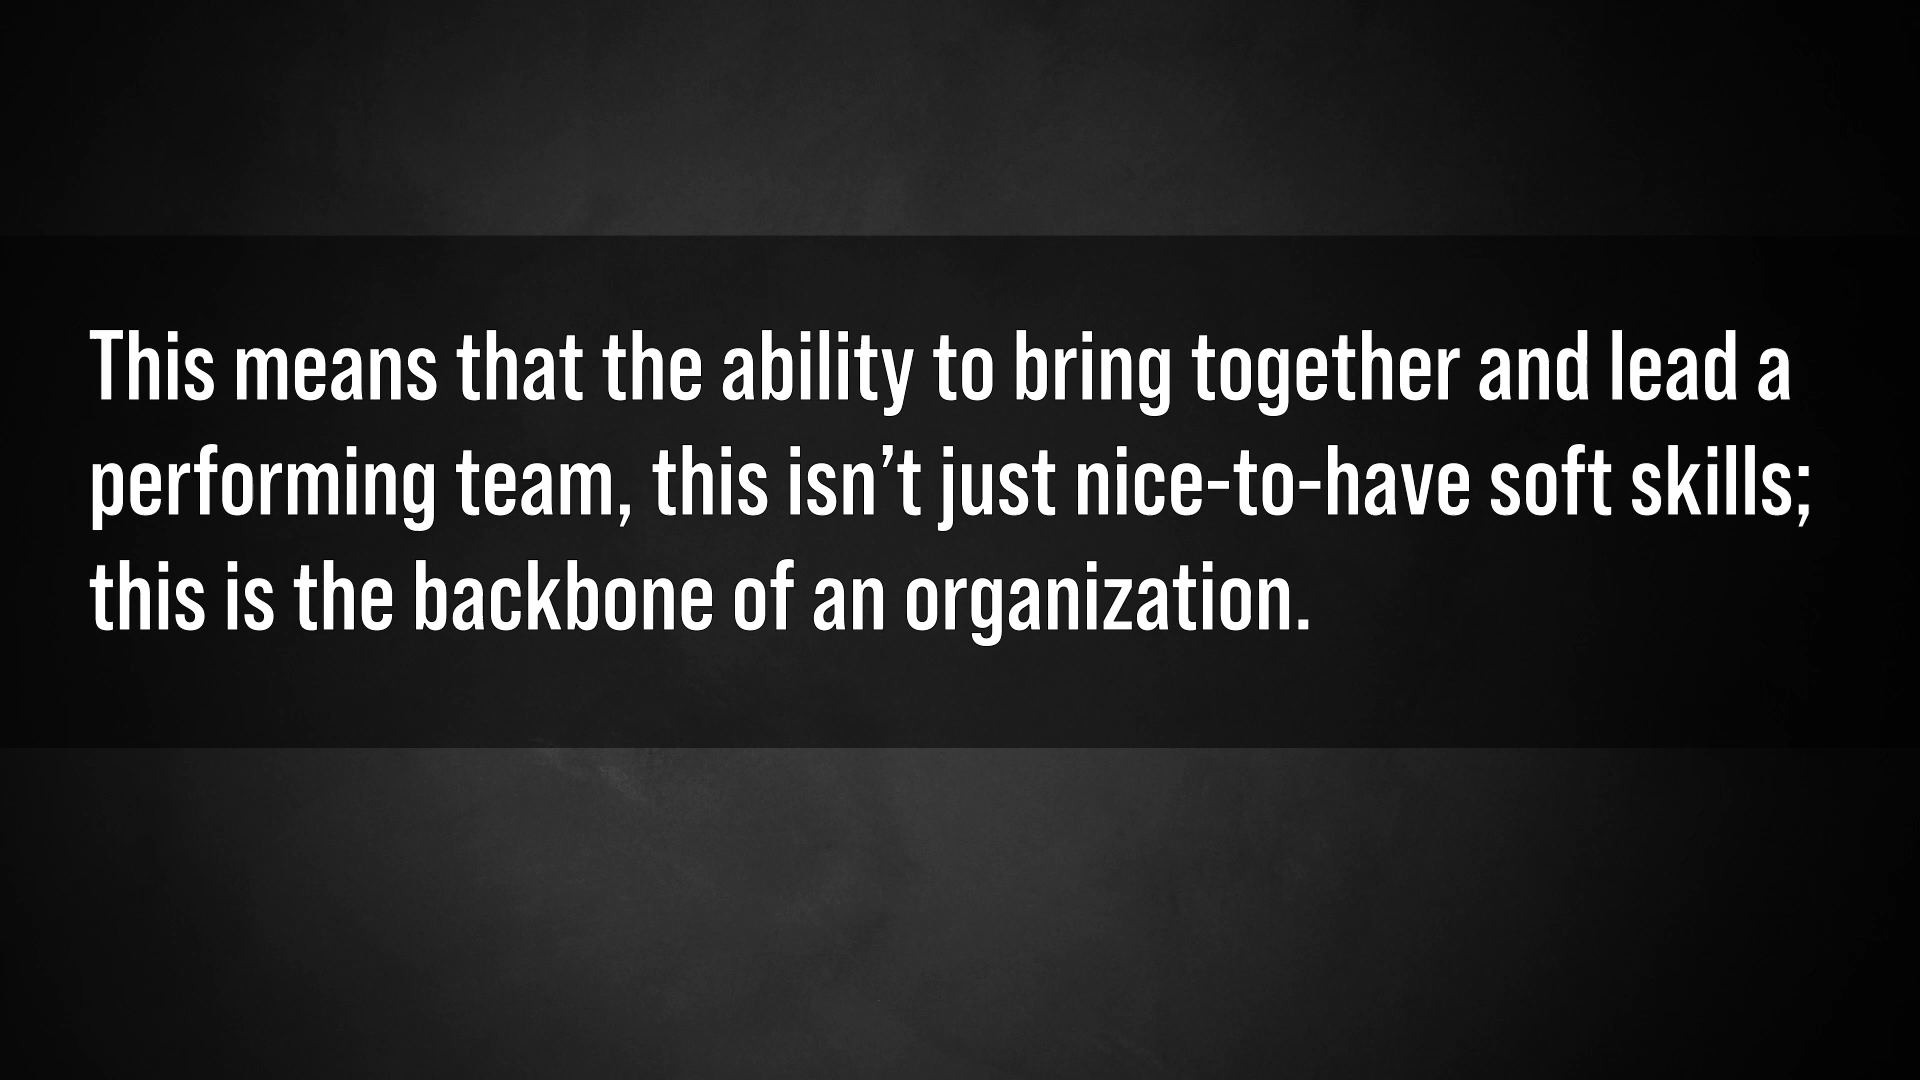 This means that the ability to bring together and lead a
performing team, this isn’t just nice-to-have soft skills;
this is the backbone of an organization.